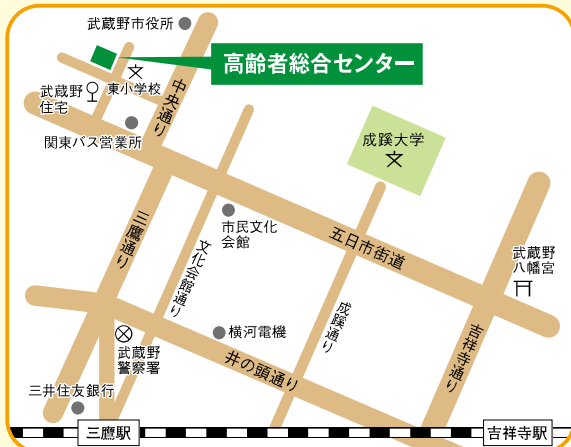 武蔵野市役所
高齢者総合センター
東小学校
武蔵野
住宅
中央通り
関東バス営業所
成蹊大学
三鷹通り
文化会館通り
市民文化
会館
五日市街道
武蔵野
八幡宮
成蹊通り
吉祥寺通り
横河電機
武蔵野
警察署
井の頭通り
三井住友銀行
三鷹駅
吉祥寺駅